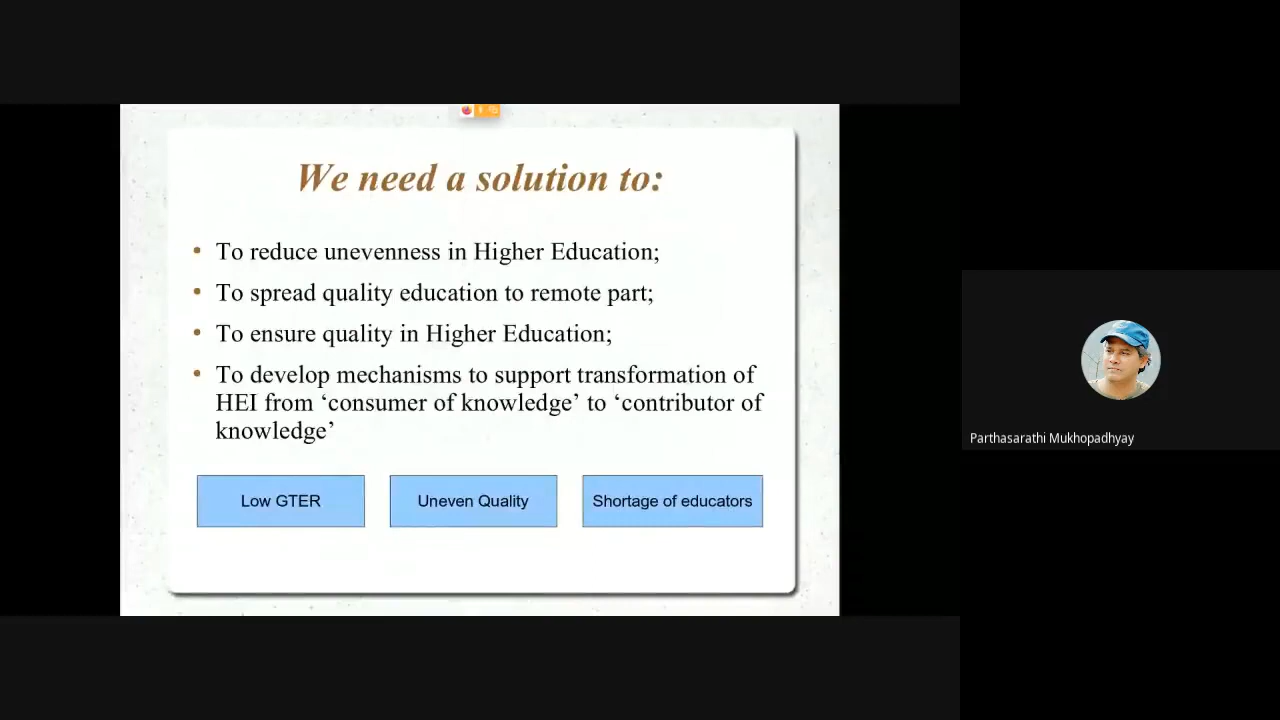 We need a solution to:
• To reduce unevenness in Higher Education;
• To spread quality education to remote part;
• To ensure quality in Higher Education;
• To develop mechanisms to support transformation of
HEI from ‘consumer of knowledge’ to ‘contributor of
knowledge’
Low GTER
Uneven Quality
Shortage of educators
Parthasarathi Mukhopadhyay